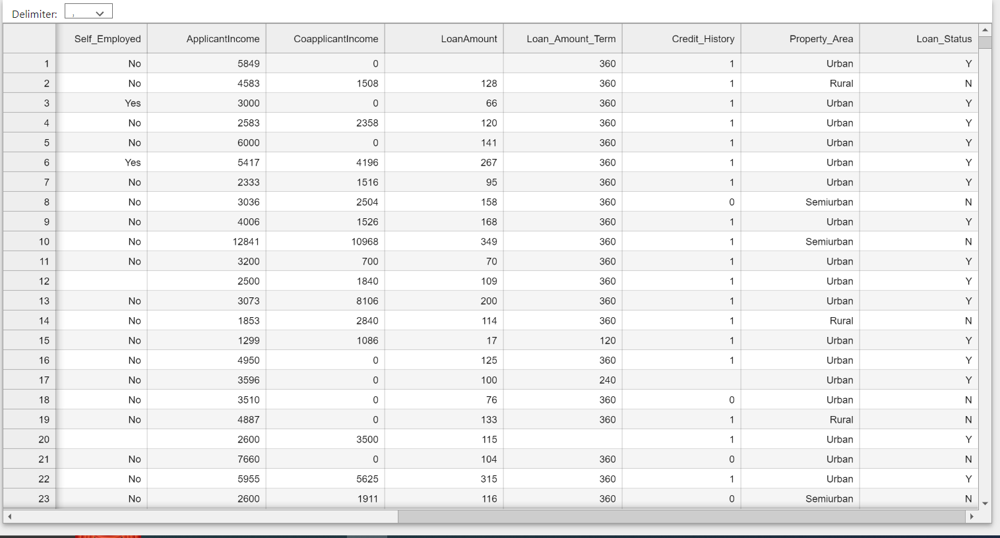 Delimiter: ,
Self_Employed ApplicantIncome CoapplicantIncome LoanAmount Loan_Amount_Term Credit_History Property_Area Loan_Status
1 No 5849 0 360 1 Urban Y
2 No 4583 1508 128 360 1 Rural N
3 Yes 3000 0 66 360 1 Urban Y
4 No 2583 2358 120 360 1 Urban Y
5 No 6000 0 141 360 1 Urban Y
6 Yes 5417 4196 267 360 1 Urban Y
7 No 2333 1516 95 360 1 Urban Y
8 No 3036 2504 158 360 0 Semiurban N
9 No 4006 1526 168 360 1 Urban Y
10 No 12841 10968 349 360 1 Semiurban N
11 No 3200 700 70 360 1 Urban Y
12 2500 1840 109 360 1 Urban Y
13 No 3073 8106 200 360 1 Urban Y
14 No 1853 2840 114 360 1 Rural N
15 No 1299 1086 17 120 1 Urban Y
16 No 4950 0 125 360 1 Urban Y
17 No 3596 0 100 240 Urban Y
18 No 3510 0 76 360 0 Urban N
19 No 4887 0 133 360 1 Rural N
20 2600 3500 115 1 Urban Y
21 No 7660 0 104 360 0 Urban N
22 No 5955 5625 315 360 1 Urban Y
23 No 2600 1911 116 360 0 Semiurban N